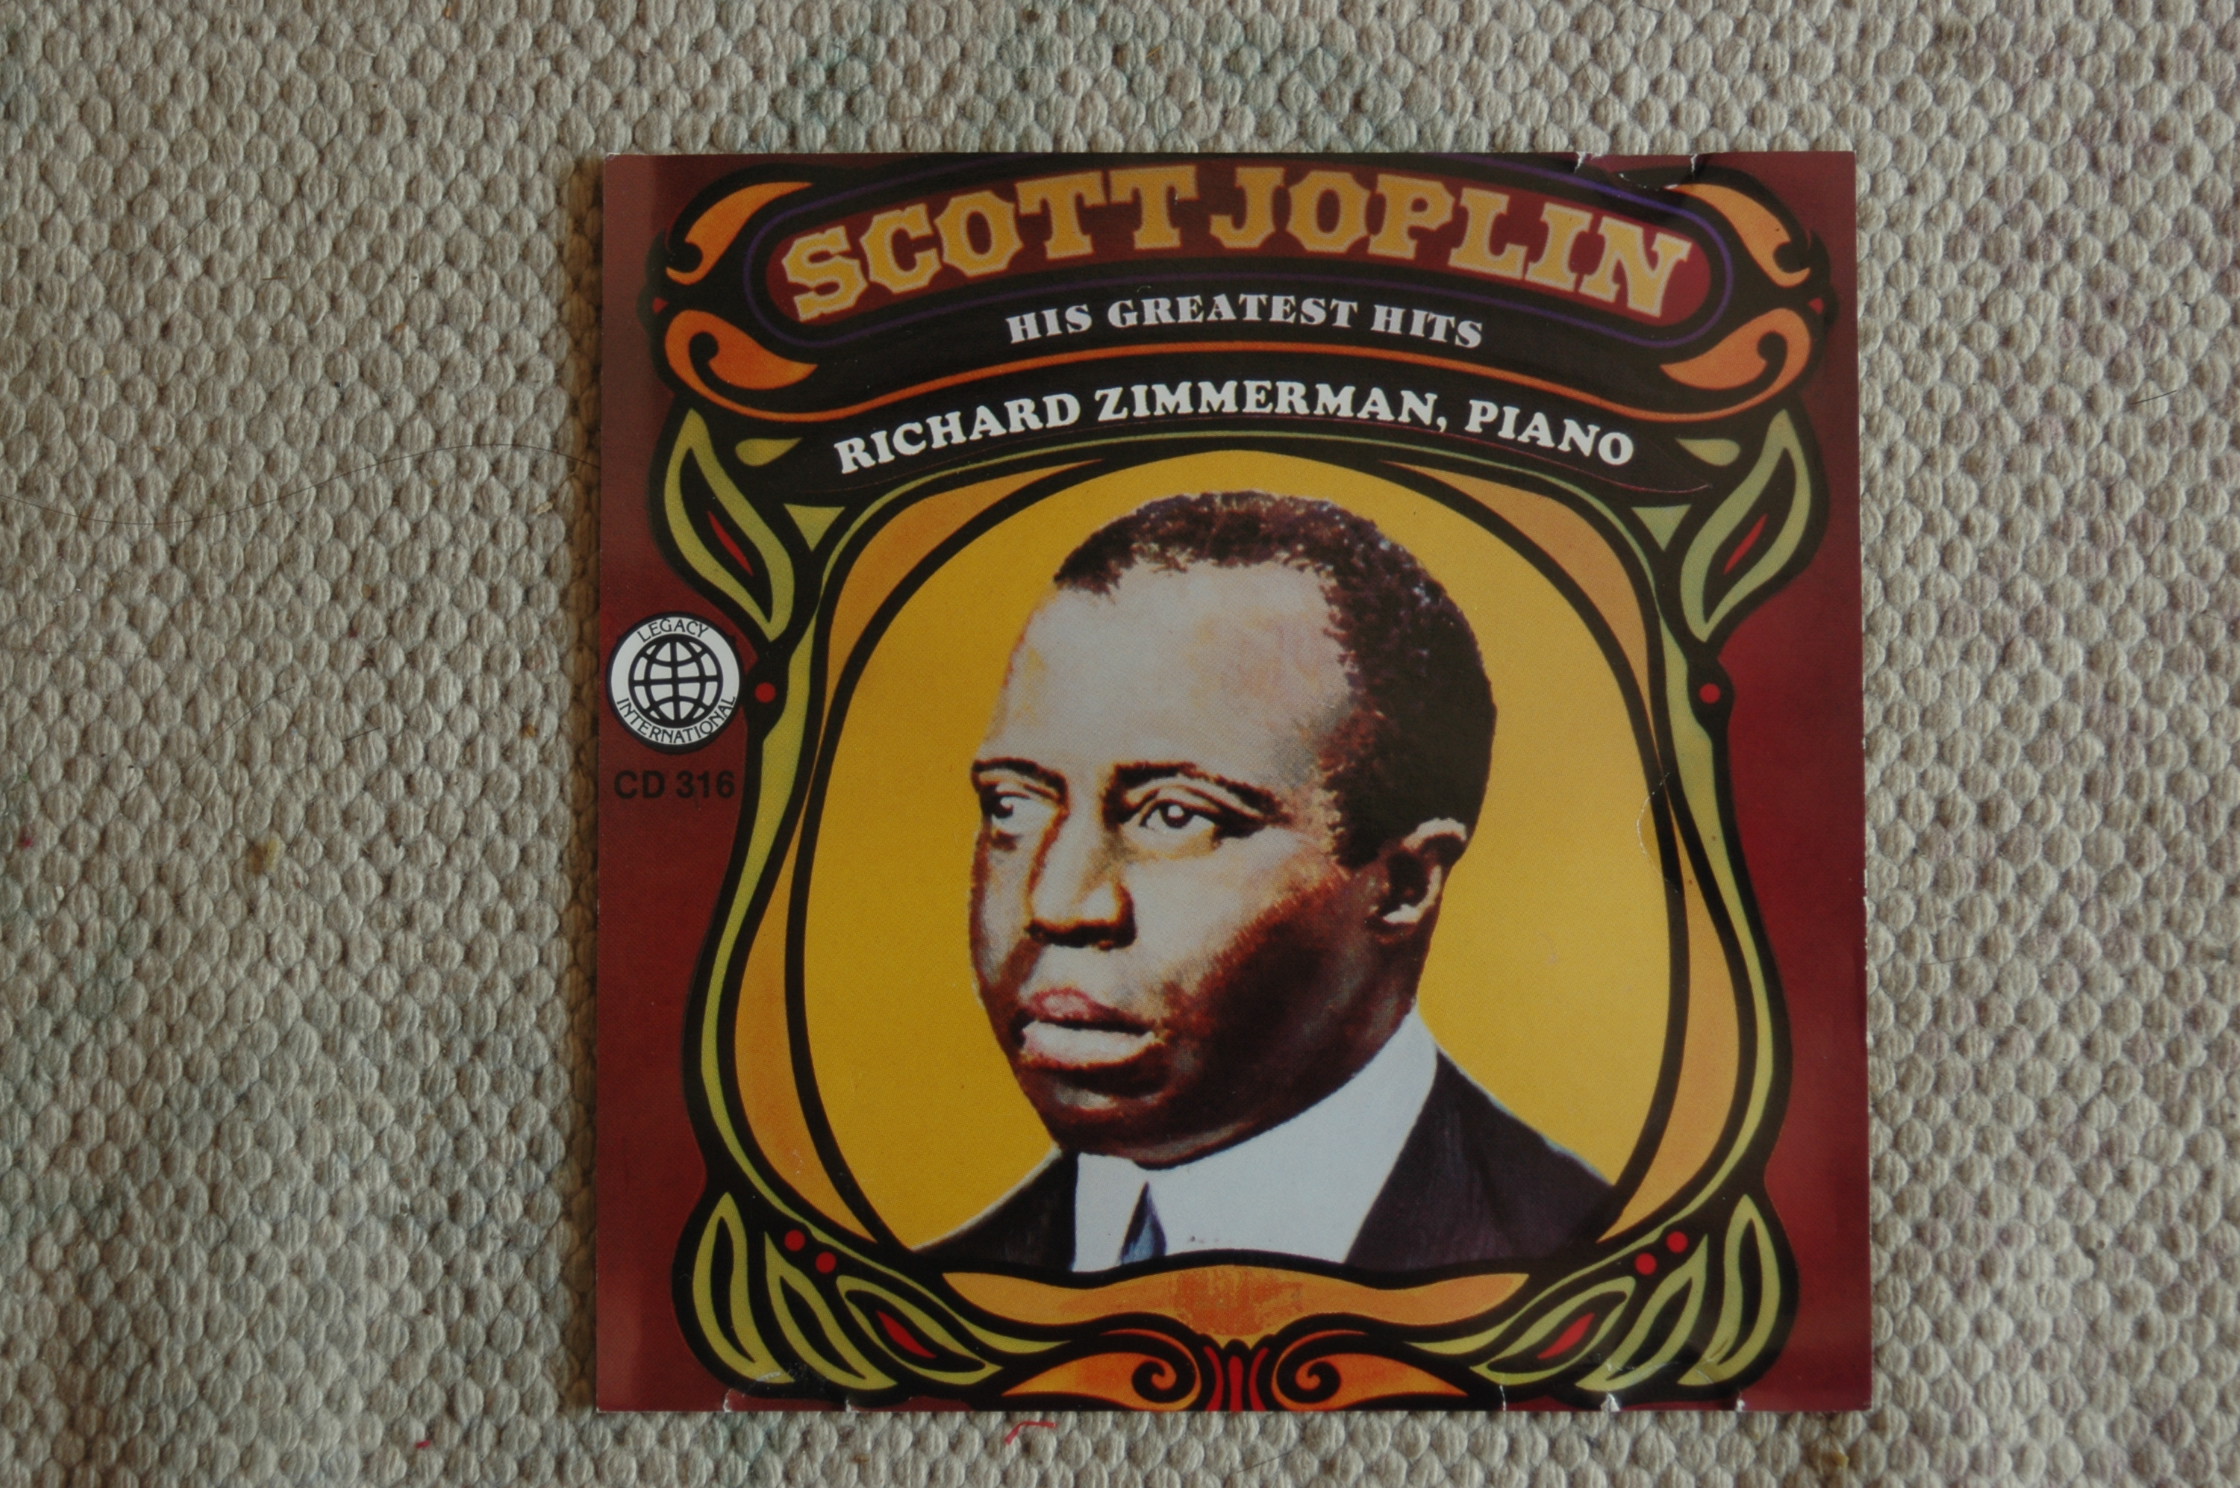 SCOTT JOPLIN
HIS GREATEST HITS
RICHARD ZIMMERMAN, PIANO
LEGACY
INTERNATIONAL
CD 316